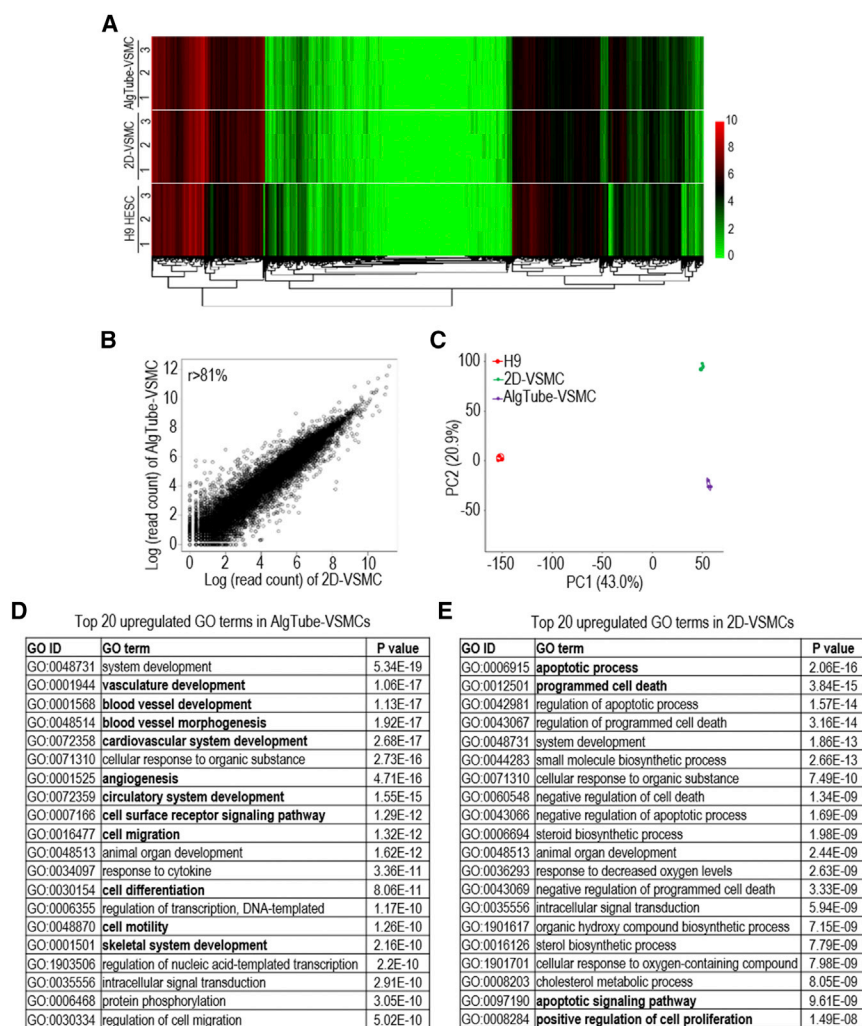 A
AlgTube-VSMC
3
2
1
2D-VSMC
3
2
1
H9 HESC
3
2
1
10
8
6
4
2
0
B
r>81%
12
10
8
6
4
2
0
Log (read count) of AlgTube-VSMC
0 2 4 6 8 10
Log (read count) of 2D-VSMC
C
H9
2D-VSMC
AlgTube-VSMC
100
50
0
-50
PC2 (20.9%)
-150 -100 -50 0 50
PC1 (43.0%)
D
Top 20 upregulated GO terms in AlgTube-VSMCs
GO ID GO term P value
GO:0048731 system development 5.34E-19
GO:0001944 vasculature development 1.06E-17
GO:0001568 blood vessel development 1.13E-17
GO:0048514 blood vessel morphogenesis 1.92E-17
GO:0072358 cardiovascular system development 2.68E-17
GO:0071310 cellular response to organic substance 2.73E-16
GO:0001525 angiogenesis 4.71E-16
GO:0072359 circulatory system development 1.55E-15
GO:0007166 cell surface receptor signaling pathway 1.29E-12
GO:0016477 cell migration 1.32E-12
GO:0048513 animal organ development 1.62E-12
GO:0034097 response to cytokine 3.36E-11
GO:0030154 cell differentiation 8.06E-11
GO:0006355 regulation of transcription, DNA-templated 1.17E-10
GO:0048870 cell motility 1.26E-10
GO:0001501 skeletal system development 2.16E-10
GO:1903506 regulation of nucleic acid-templated transcription 2.2E-10
GO:0035556 intracellular signal transduction 2.91E-10
GO:0006468 protein phosphorylation 3.05E-10
GO:0030334 regulation of cell migration 5.02E-10
E
Top 20 upregulated GO terms in 2D-VSMCs
GO ID GO term P value
GO:0006915 apoptotic process 2.06E-16
GO:0012501 programmed cell death 3.84E-15
GO:0042981 regulation of apoptotic process 1.57E-14
GO:0043067 regulation of programmed cell death 3.16E-14
GO:0048731 system development 1.86E-13
GO:0044283 small molecule biosynthetic process 2.66E-13
GO:0071310 cellular response to organic substance 7.49E-10
GO:0060548 negative regulation of cell death 1.34E-09
GO:0043066 negative regulation of apoptotic process 1.69E-09
GO:0006694 steroid biosynthetic process 1.98E-09
GO:0048513 animal organ development 2.44E-09
GO:0036293 response to decreased oxygen levels 2.63E-09
GO:0043069 negative regulation of programmed cell death 3.33E-09
GO:0035556 intracellular signal transduction 5.94E-09
GO:1901617 organic hydroxy compound biosynthetic process 7.15E-09
GO:0016126 sterol biosynthetic process 7.79E-09
GO:1901701 cellular response to oxygen-containing compound 7.98E-09
GO:0008203 cholesterol metabolic process 8.05E-09
GO:0097190 apoptotic signaling pathway 9.61E-09
GO:0008284 positive regulation of cell proliferation 1.49E-08